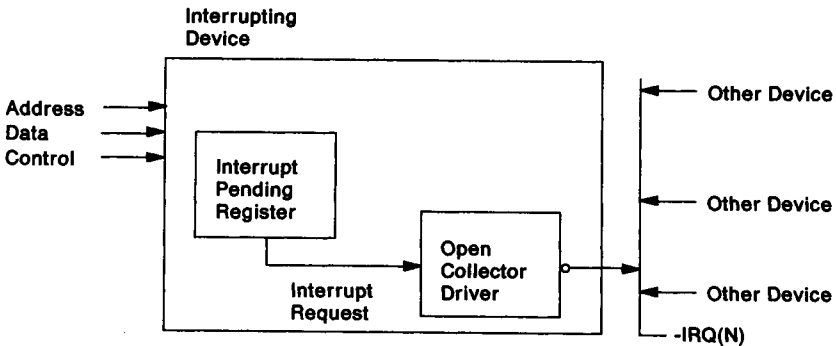 Interrupting
Device
Address
Data
Control
Interrupt
Pending
Register
Interrupt
Request
Open
Collector
Driver
Other Device
Other Device
Other Device
-IRQ(N)